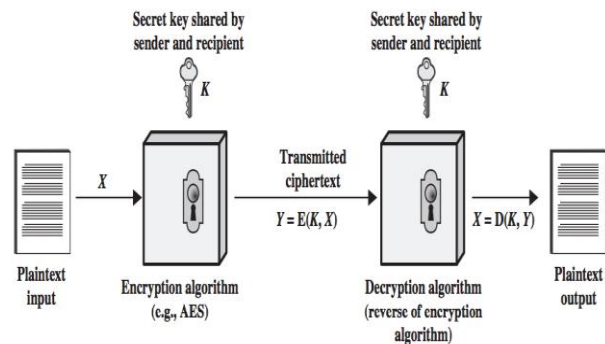 Secret key shared by
sender and recipient
K
Secret key shared by
sender and recipient
K
X
Transmitted
ciphertext
Y = E(K, X)
X = D(K, Y)
Plaintext
input
Encryption algorithm
(e.g., AES)
Decryption algorithm
(reverse of encryption
algorithm)
Plaintext
output